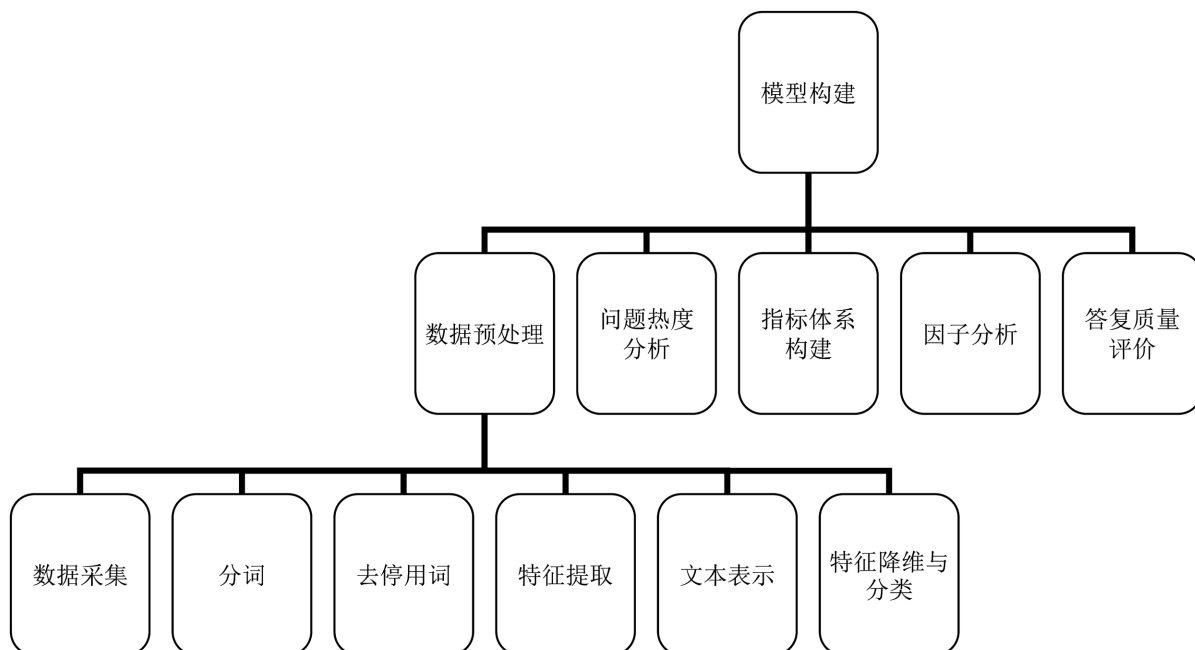 模型构建
数据预处理
问题热度
分析
指标体系
构建
因子分析
答复质量
评价
数据采集
分词
去停用词
特征提取
文本表示
特征降维与
分类